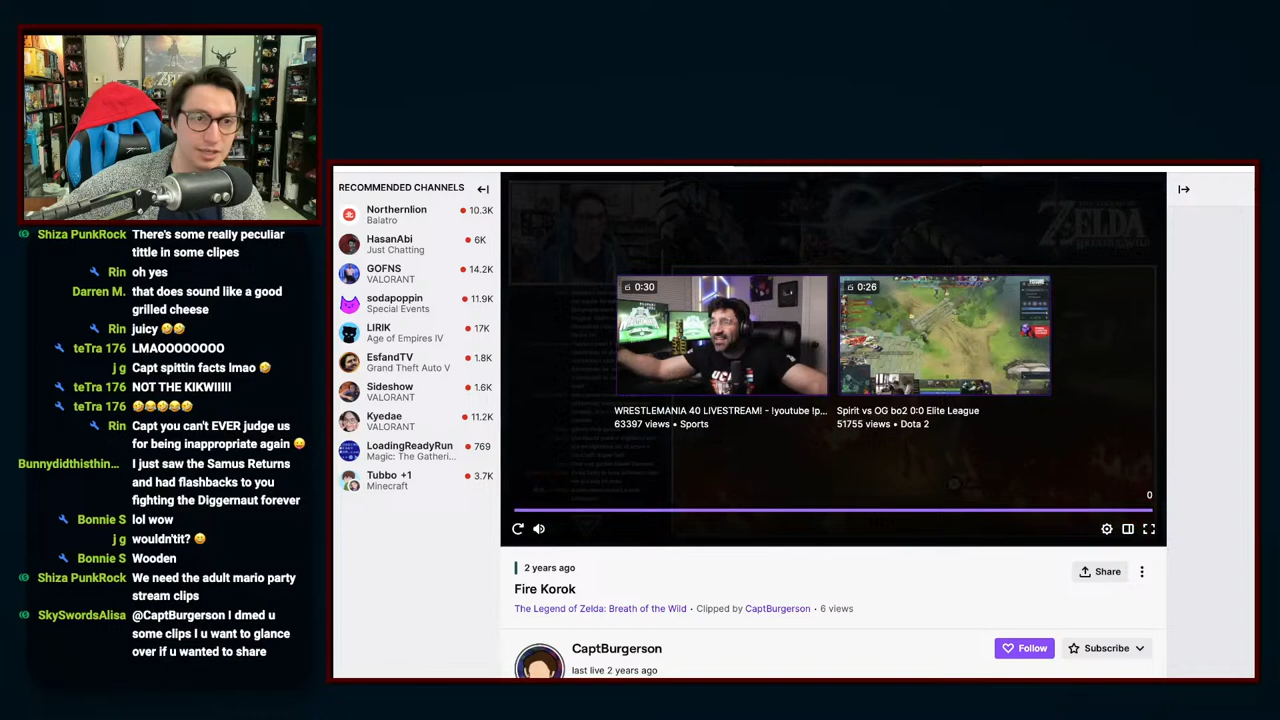 Shiza PunkRock There's some really peculiar
tittle in some clipes
Rin oh yes
Darren M. that does sound like a good
grilled cheese
Rin juicy 🤣🤣
teTra 176 LMAOOOOOOOO
j g Capt spittin facts lmao 🤣
teTra 176 NOT THE KIKWIIIII
teTra 176 🤣😂🤣😂🤣
Rin Capt you can't EVER judge us
for being inappropriate again 😄
Bunnydidthisthin... I just saw the Samus Returns
and had flashbacks to you
fighting the Diggernaut forever
Bonnie S lol wow
j g wouldn'tit? 😄
Bonnie S Wooden
Shiza PunkRock We need the adult mario party
stream clips
SkySwordsAlisa @CaptBurgerson I dmed u
some clips I u want to glance
over if u wanted to share
RECOMMENDED CHANNELS
Northernlion 10.3K
Balatro
HasanAbi 6K
Just Chatting
GOFNS 14.2K
VALORANT
sodapoppin 11.9K
Special Events
LIRIK 17K
Age of Empires IV
EsfandTV 1.8K
Grand Theft Auto V
Sideshow 1.6K
VALORANT
Kyedae 11.2K
VALORANT
LoadingReadyRun 769
Magic: The Gatheri...
Tubbo +1 3.7K
Minecraft
ZELDA
0:30
0:26
WRESTLEMANIA 40 LIVESTREAM! - !youtube !p...
63397 views • Sports
Spirit vs OG bo2 0:0 Elite League
51755 views • Dota 2
0
2 years ago
Share
Fire Korok
The Legend of Zelda: Breath of the Wild • Clipped by CaptBurgerson • 6 views
CaptBurgerson
last live 2 years ago
Follow
Subscribe